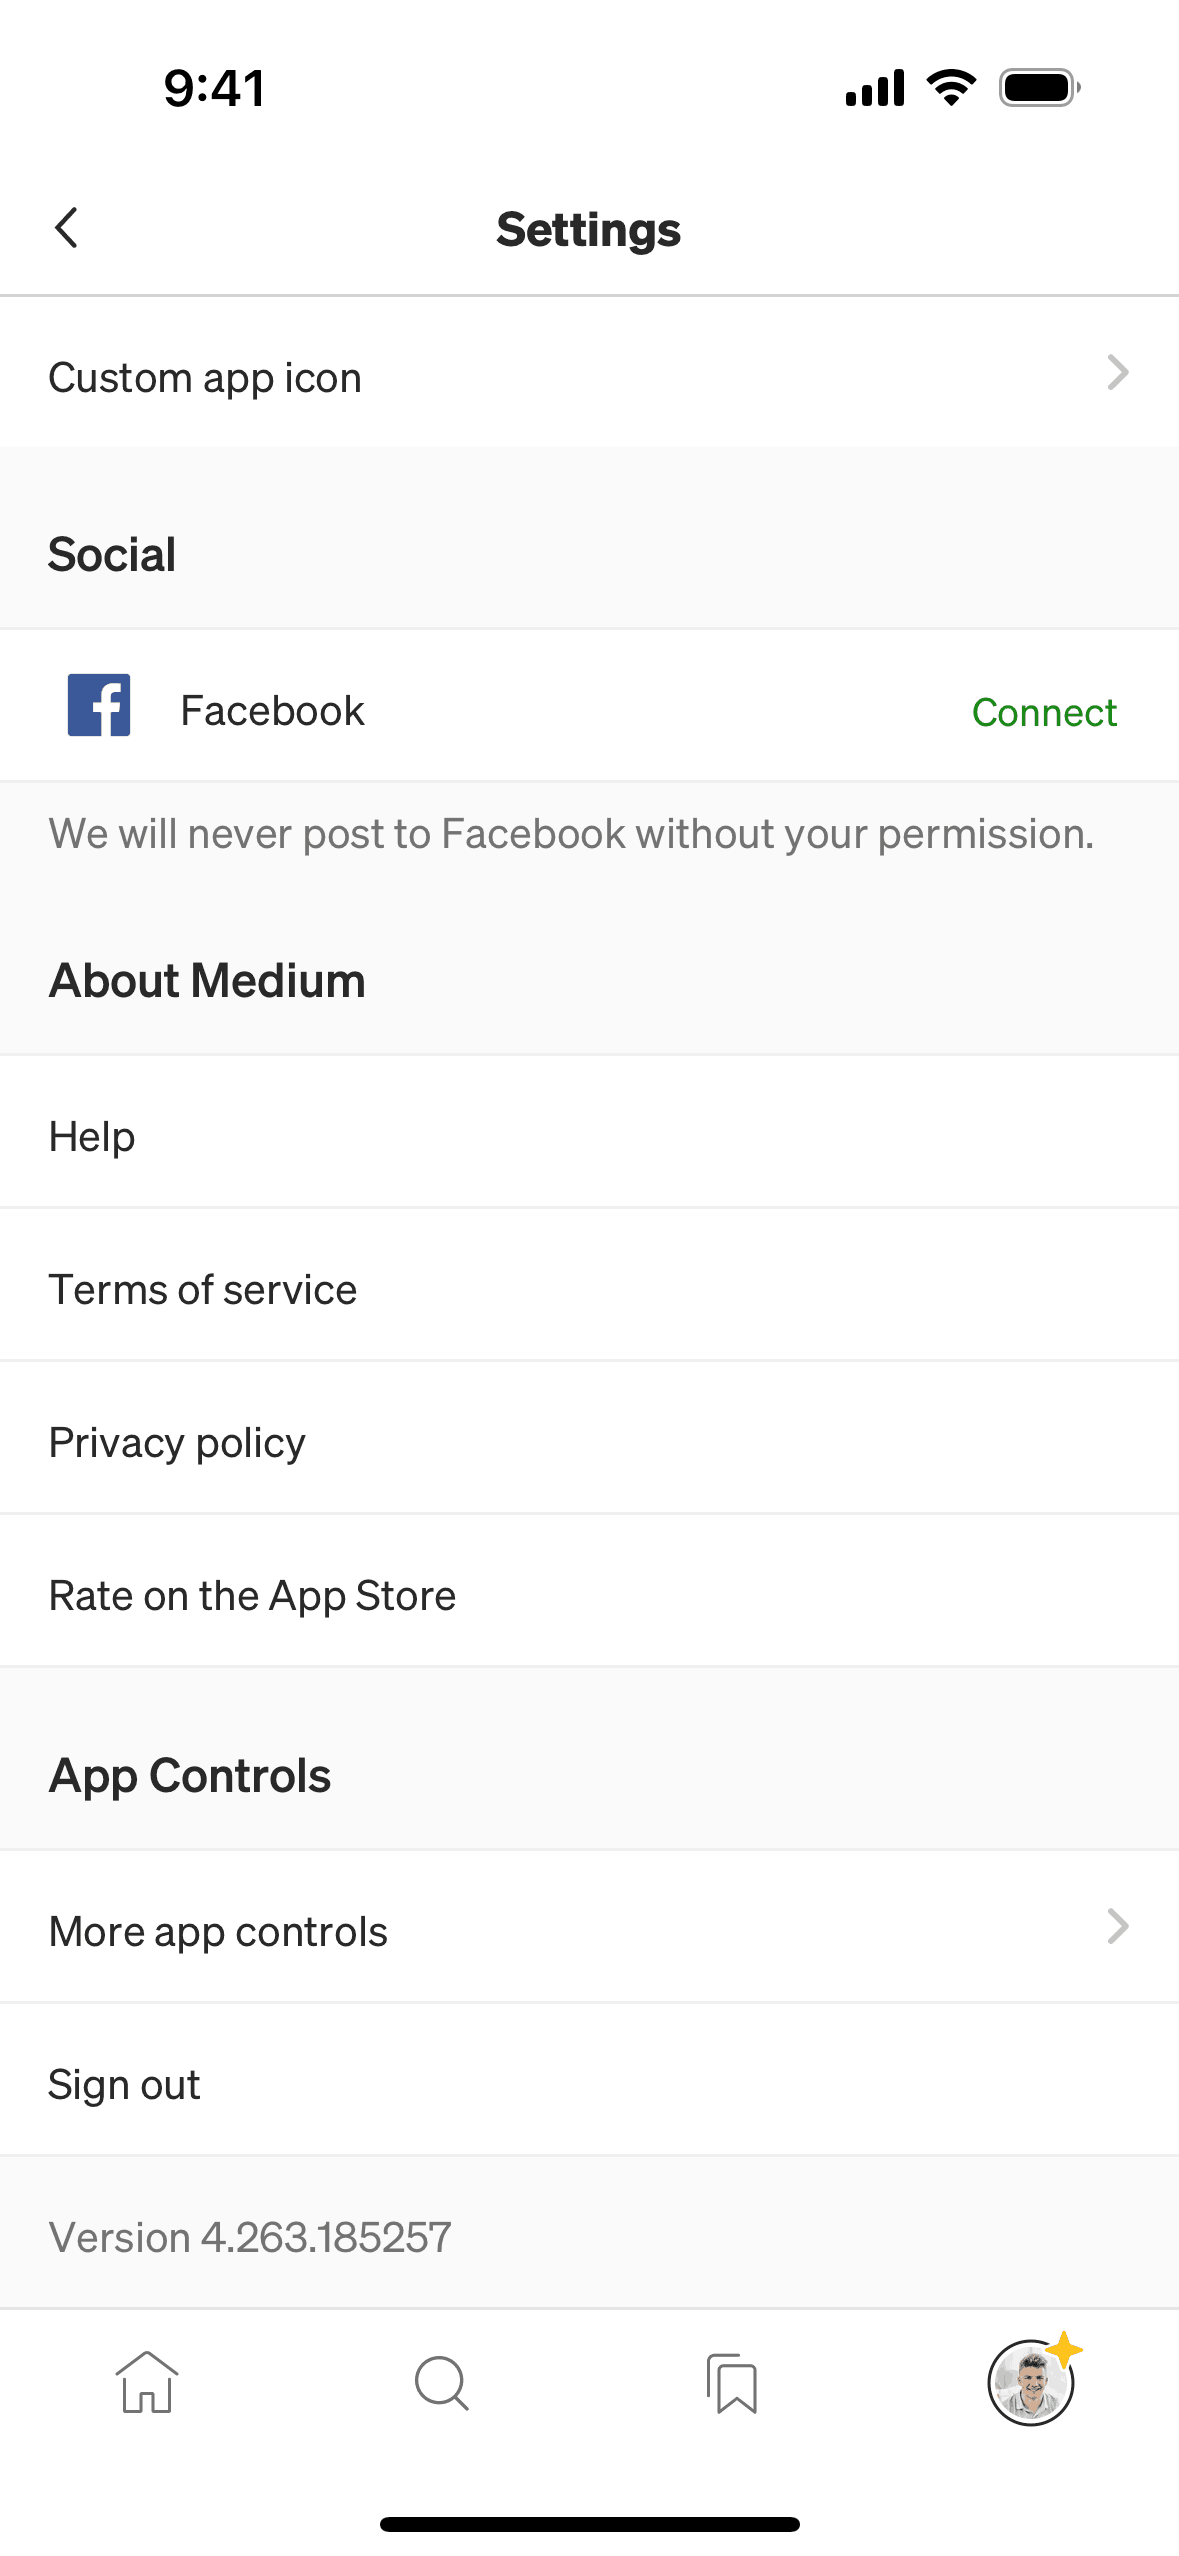 9:41
Settings
Custom app icon
Social
Facebook
Connect
We will never post to Facebook without your permission.
About Medium
Help
Terms of service
Privacy policy
Rate on the App Store
App Controls
More app controls
Sign out
Version 4.263.185257